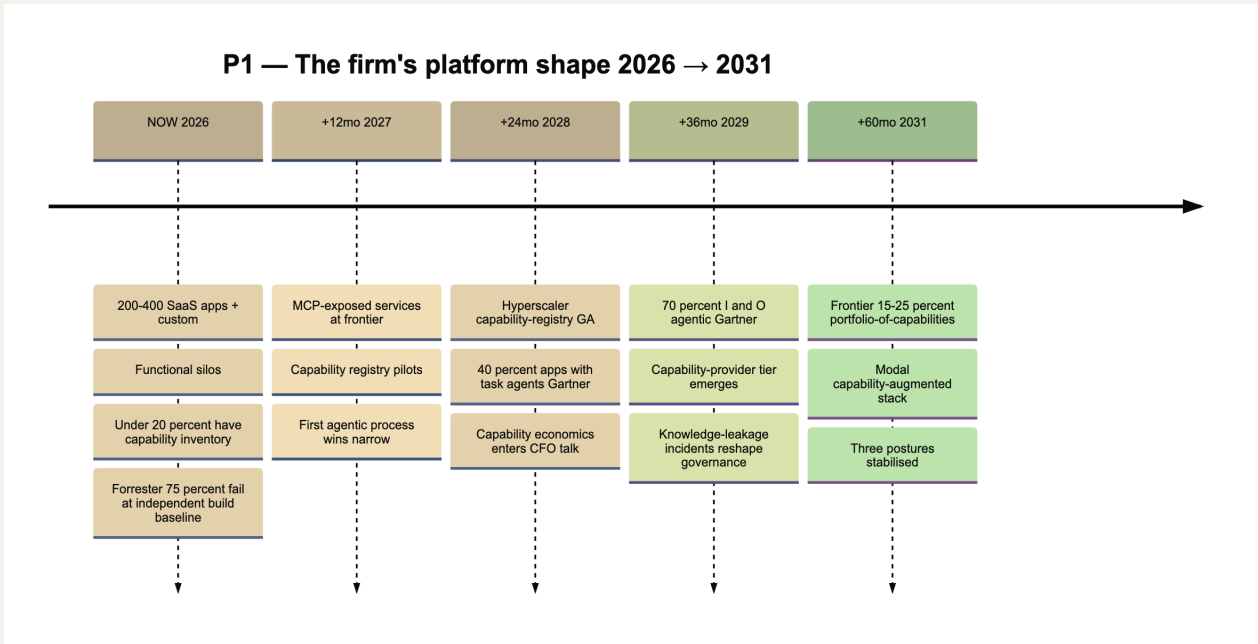 P1 — The firm's platform shape 2026 → 2031
NOW 2026
+12mo 2027
+24mo 2028
+36mo 2029
+60mo 2031
200-400 SaaS apps +
custom
Functional silos
Under 20 percent have
capability inventory
Forrester 75 percent fail
at independent build
baseline
MCP-exposed services
at frontier
Capability registry pilots
First agentic process
wins narrow
Hyperscaler
capability-registry GA
40 percent apps with
task agents Gartner
Capability economics
enters CFO talk
70 percent I and O
agentic Gartner
Capability-provider tier
emerges
Knowledge-leakage
incidents reshape
governance
Frontier 15-25 percent
portfolio-of-capabilities
Modal
capability-augmented
stack
Three postures
stabilised